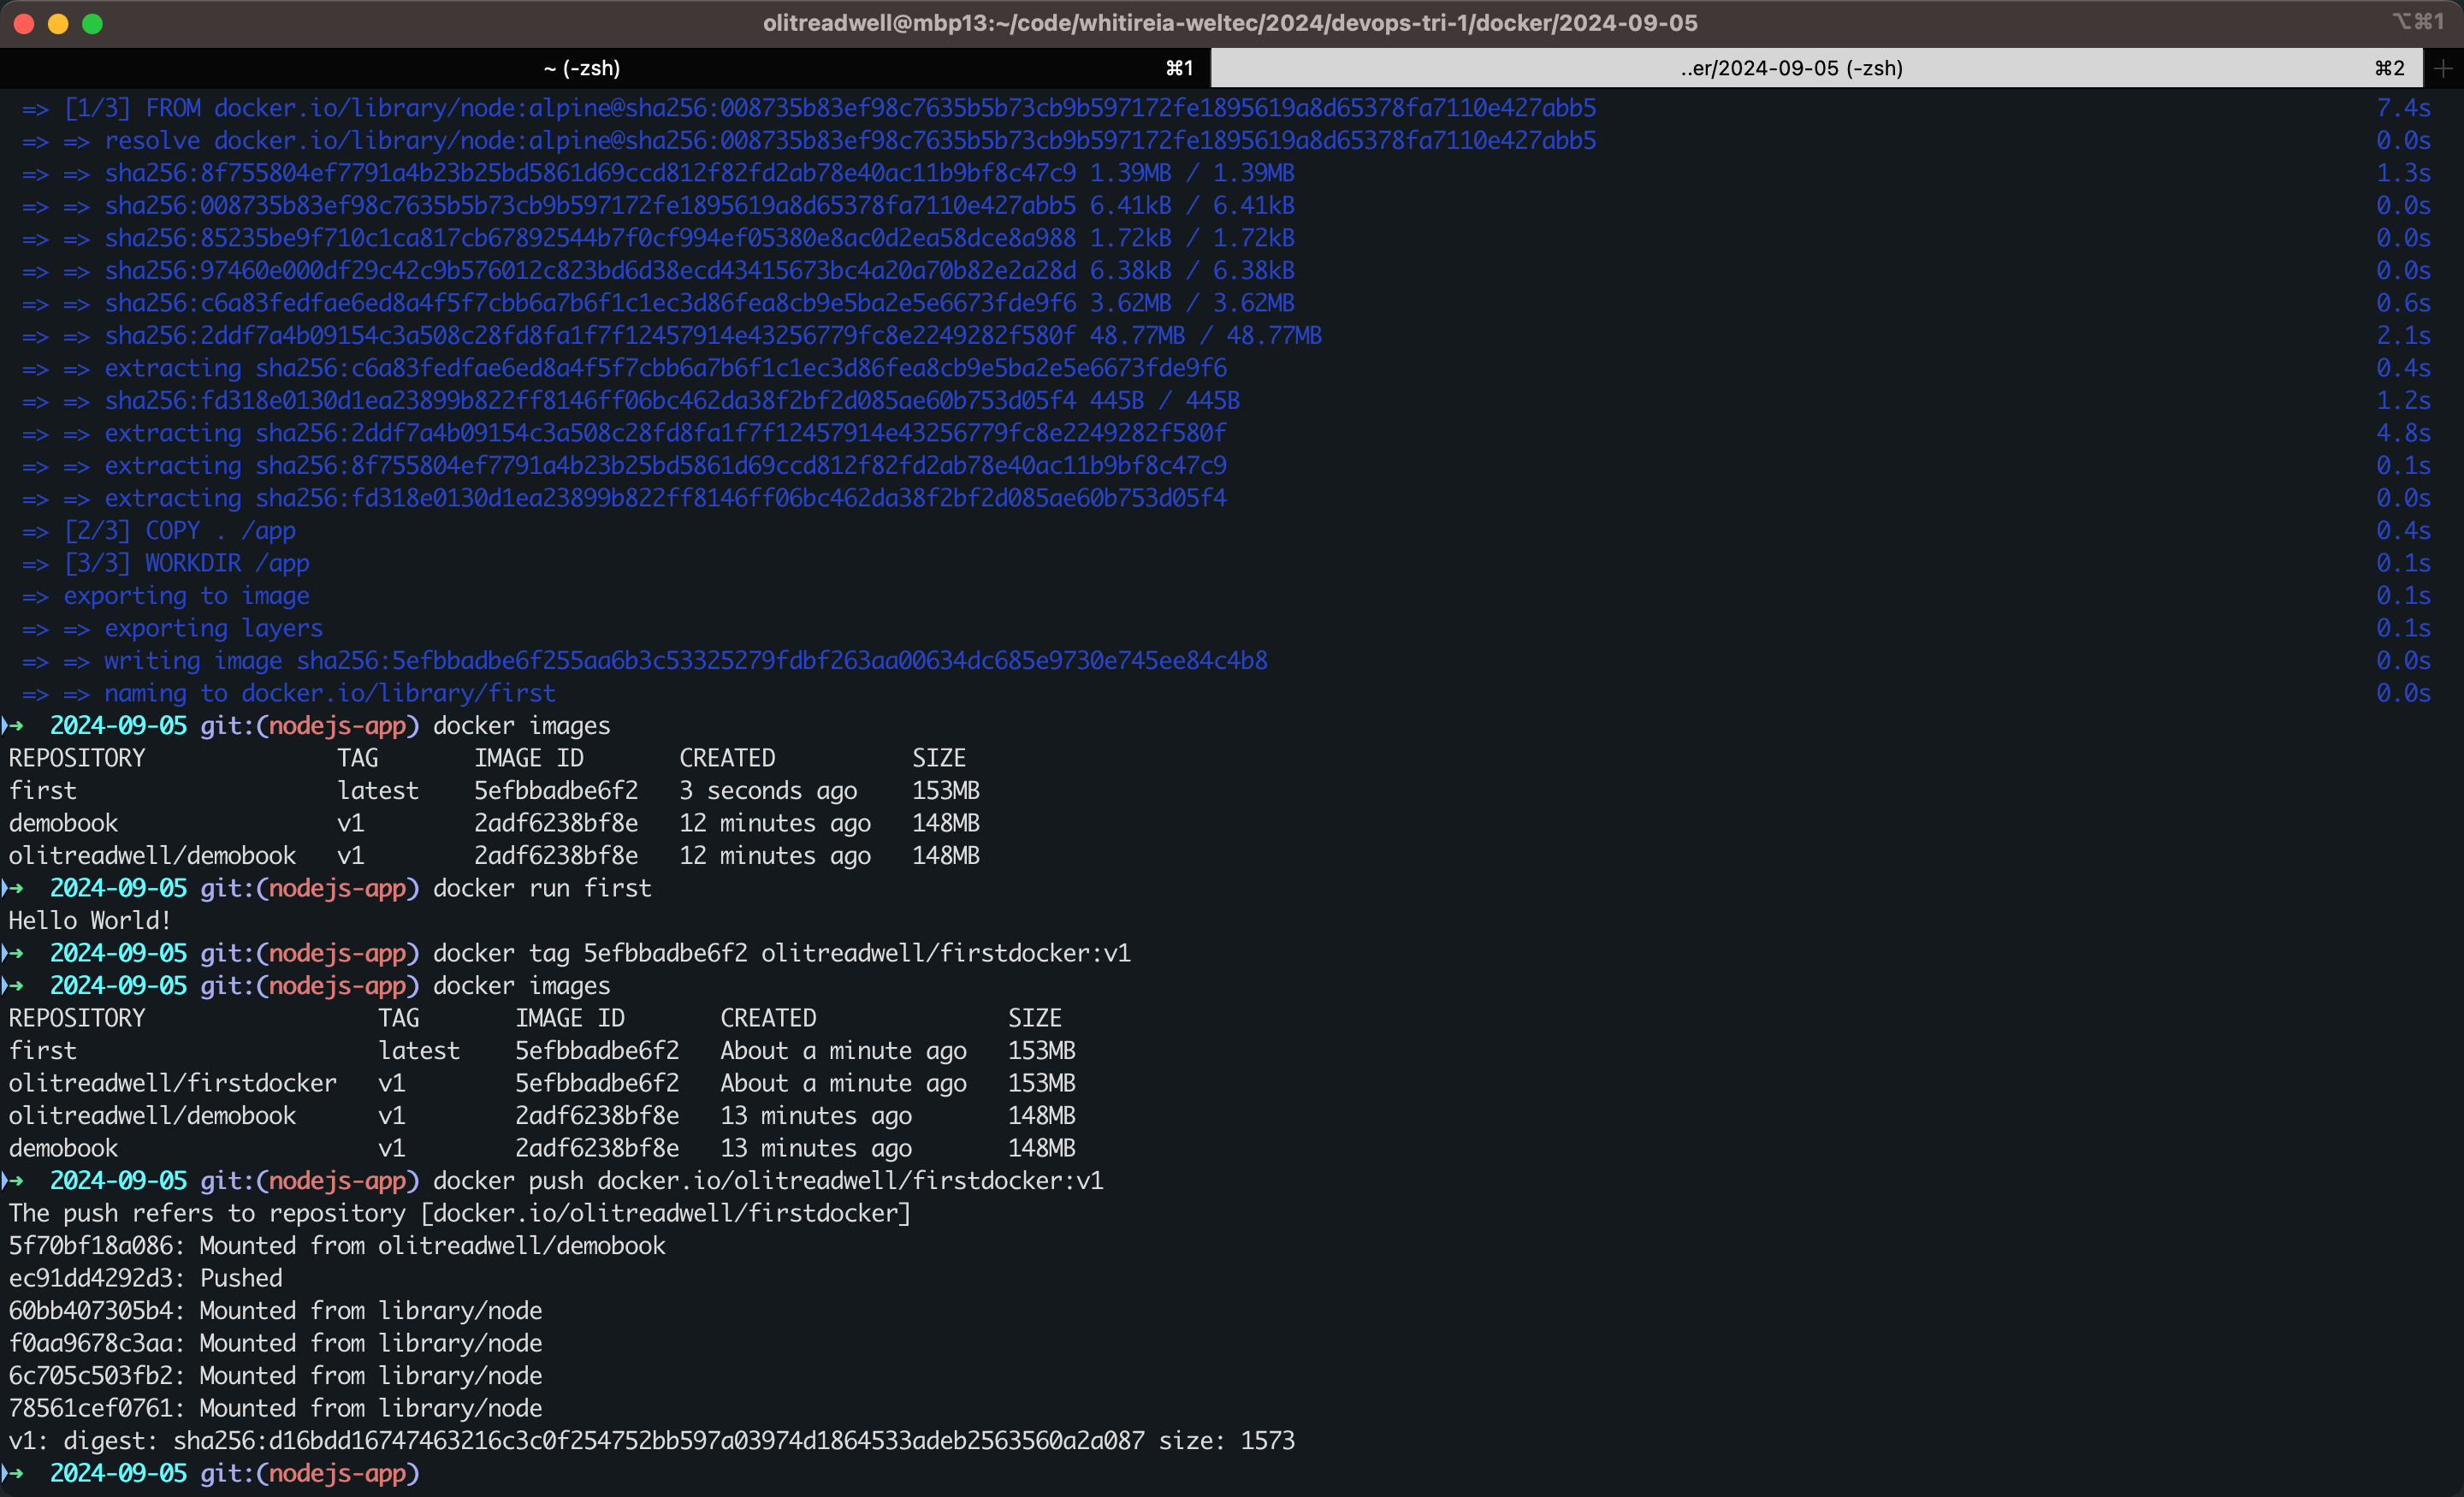 olitreadwell@mbp13:~/code/whitireia-weltec/2024/devops-tri-1/docker/2024-09-05 ⌥⌘1
~ (-zsh) ⌘1 ..er/2024-09-05 (-zsh) ⌘2 +
=> [1/3] FROM docker.io/library/node:alpine@sha256:008735b83ef98c7635b5b73cb9b597172fe1895619a8d65378fa7110e427abb5 7.4s
=> => resolve docker.io/library/node:alpine@sha256:008735b83ef98c7635b5b73cb9b597172fe1895619a8d65378fa7110e427abb5 0.0s
=> => sha256:8f755804ef7791a4b23b25bd5861d69ccd812f82fd2ab78e40ac11b9bf8c47c9 1.39MB / 1.39MB 1.3s
=> => sha256:008735b83ef98c7635b5b73cb9b597172fe1895619a8d65378fa7110e427abb5 6.41kB / 6.41kB 0.0s
=> => sha256:85235be9f710c1ca817cb67892544b7f0cf994ef05380e8ac0d2ea58dce8a988 1.72kB / 1.72kB 0.0s
=> => sha256:97460e000df29c42c9b576012c823bd6d38ecd43415673bc4a20a70b82e2a28d 6.38kB / 6.38kB 0.0s
=> => sha256:c6a83fedfae6ed8a4f5f7cbb6a7b6f1c1ec3d86fea8cb9e5ba2e5e6673fde9f6 3.62MB / 3.62MB 0.6s
=> => sha256:2ddf7a4b09154c3a508c28fd8fa1f7f12457914e43256779fc8e2249282f580f 48.77MB / 48.77MB 2.1s
=> => extracting sha256:c6a83fedfae6ed8a4f5f7cbb6a7b6f1c1ec3d86fea8cb9e5ba2e5e6673fde9f6 0.4s
=> => sha256:fd318e0130d1ea23899b822ff8146ff06bc462da38f2bf2d085ae60b753d05f4 445B / 445B 1.2s
=> => extracting sha256:2ddf7a4b09154c3a508c28fd8fa1f7f12457914e43256779fc8e2249282f580f 4.8s
=> => extracting sha256:8f755804ef7791a4b23b25bd5861d69ccd812f82fd2ab78e40ac11b9bf8c47c9 0.1s
=> => extracting sha256:fd318e0130d1ea23899b822ff8146ff06bc462da38f2bf2d085ae60b753d05f4 0.0s
=> [2/3] COPY . /app 0.4s
=> [3/3] WORKDIR /app 0.1s
=> exporting to image 0.1s
=> => exporting layers 0.1s
=> => writing image sha256:5efbbadbe6f255aa6b3c53325279fdbf263aa00634dc685e9730e745ee84c4b8 0.0s
=> => naming to docker.io/library/first 0.0s
➜ 2024-09-05 git:(nodejs-app) docker images
REPOSITORY TAG IMAGE ID CREATED SIZE
first latest 5efbbadbe6f2 3 seconds ago 153MB
demobook v1 2adf6238bf8e 12 minutes ago 148MB
olitreadwell/demobook v1 2adf6238bf8e 12 minutes ago 148MB
➜ 2024-09-05 git:(nodejs-app) docker run first
Hello World!
➜ 2024-09-05 git:(nodejs-app) docker tag 5efbbadbe6f2 olitreadwell/firstdocker:v1
➜ 2024-09-05 git:(nodejs-app) docker images
REPOSITORY TAG IMAGE ID CREATED SIZE
first latest 5efbbadbe6f2 About a minute ago 153MB
olitreadwell/firstdocker v1 5efbbadbe6f2 About a minute ago 153MB
olitreadwell/demobook v1 2adf6238bf8e 13 minutes ago 148MB
demobook v1 2adf6238bf8e 13 minutes ago 148MB
➜ 2024-09-05 git:(nodejs-app) docker push docker.io/olitreadwell/firstdocker:v1
The push refers to repository [docker.io/olitreadwell/firstdocker]
5f70bf18a086: Mounted from olitreadwell/demobook
ec91dd4292d3: Pushed
60bb407305b4: Mounted from library/node
f0aa9678c3aa: Mounted from library/node
6c705c503fb2: Mounted from library/node
78561cef0761: Mounted from library/node
v1: digest: sha256:d16bdd16747463216c3c0f254752bb597a03974d1864533adeb2563560a2a087 size: 1573
➜ 2024-09-05 git:(nodejs-app)